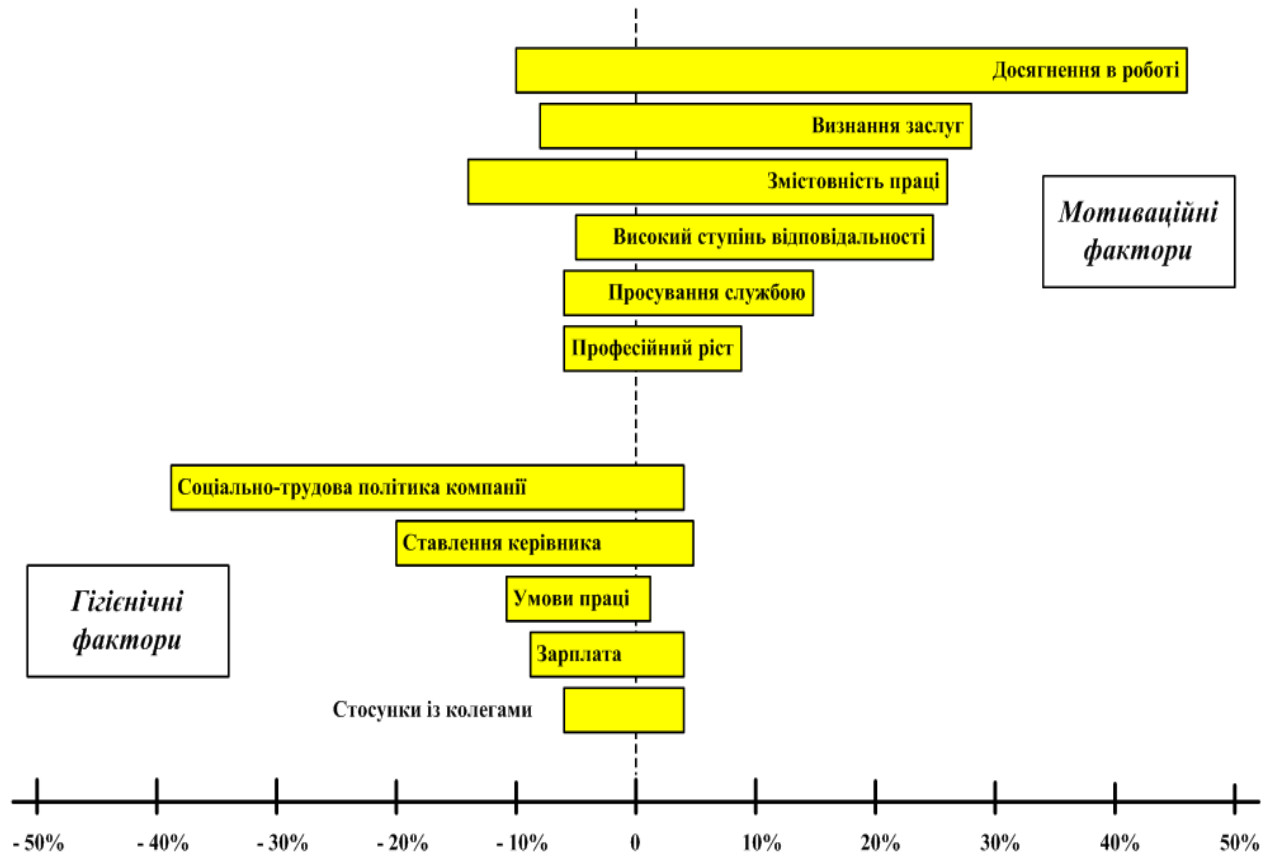 Досягнення в роботі
Визнання заслуг
Змістовність праці
Високий ступінь відповідальності
Просування службою
Професійний ріст
Мотиваційні
фактори
Соціально-трудова політика компанії
Ставлення керівника
Умови праці
Зарплата
Стосунки із колегами
Гігієнічні
фактори
- 50% - 40% - 30% - 20% - 10% 0 10% 20% 30% 40% 50%